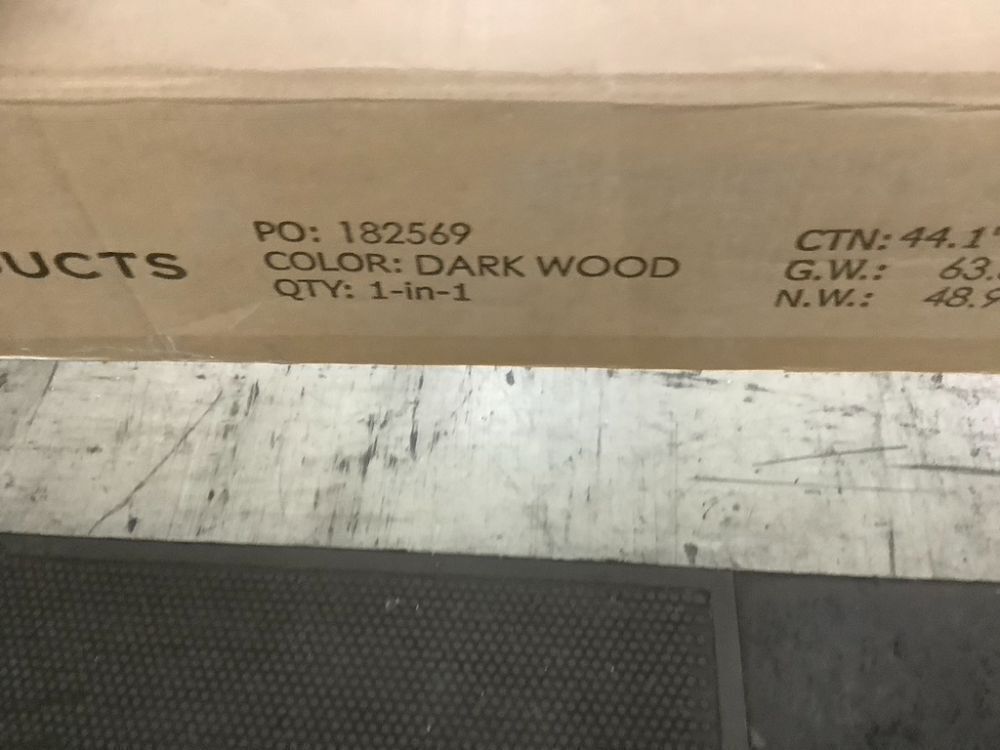 UCTS
PO: 182569
COLOR: DARK WOOD
QTY: 1-in-1
CTN: 44.1"
G.W.: 63.
N.W.: 48.9